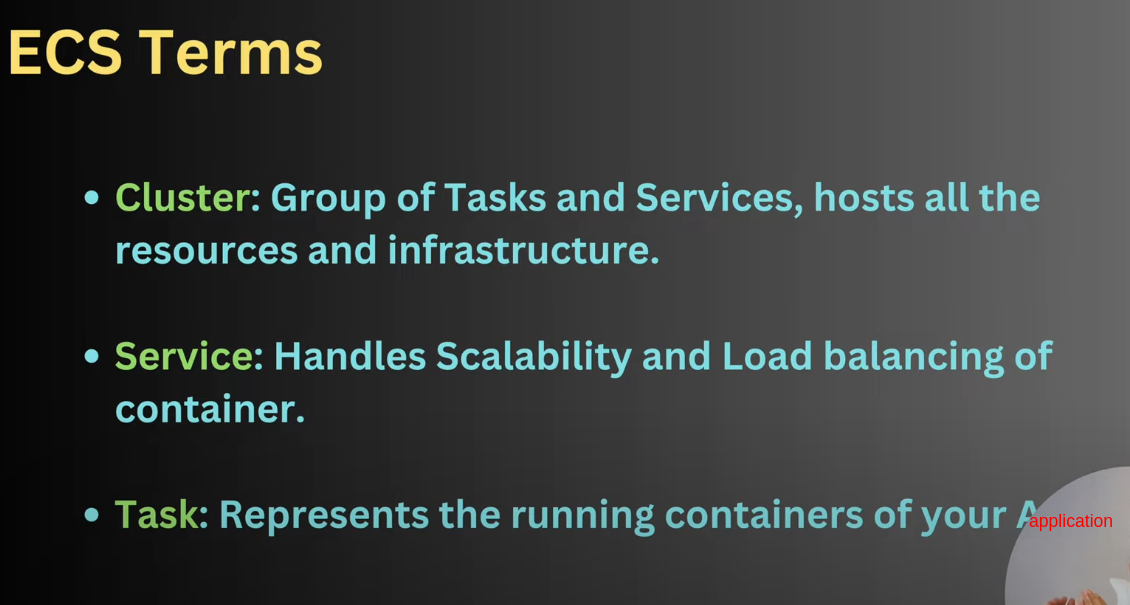 ECS Terms
• Cluster: Group of Tasks and Services, hosts all the
resources and infrastructure.
• Service: Handles Scalability and Load balancing of
container.
• Task: Represents the running containers of your A
application